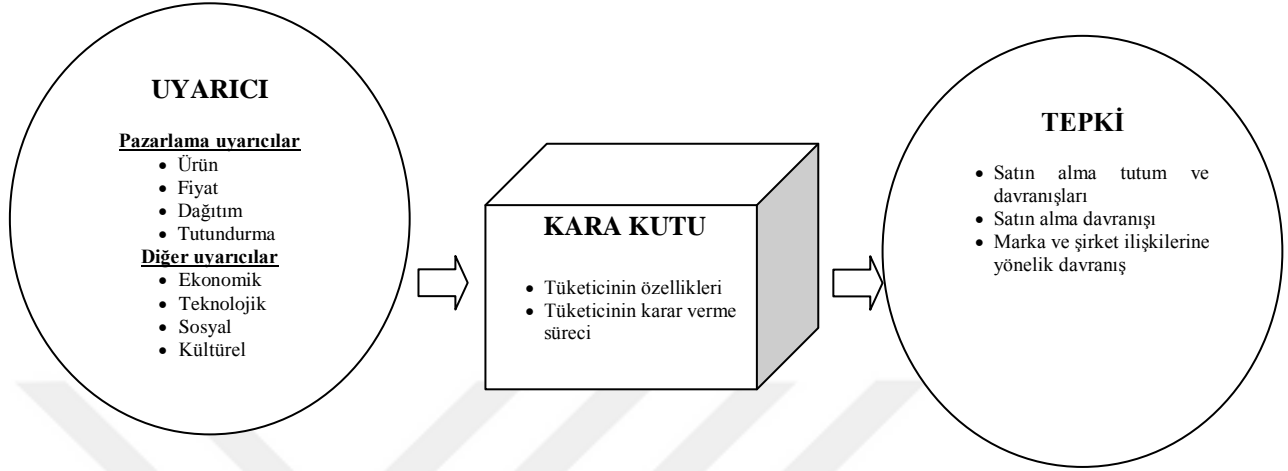 UYARICI
Pazarlama uyarıcılar
• Ürün
• Fiyat
• Dağıtım
• Tutundurma
Diğer uyarıcılar
• Ekonomik
• Teknolojik
• Sosyal
• Kültürel
KARA KUTU
• Tüketicinin özellikleri
• Tüketicinin karar verme
süreci
TEPKİ
• Satın alma tutum ve
davranışları
• Satın alma davranışı
• Marka ve şirket ilişkilerine
yönelik davranış